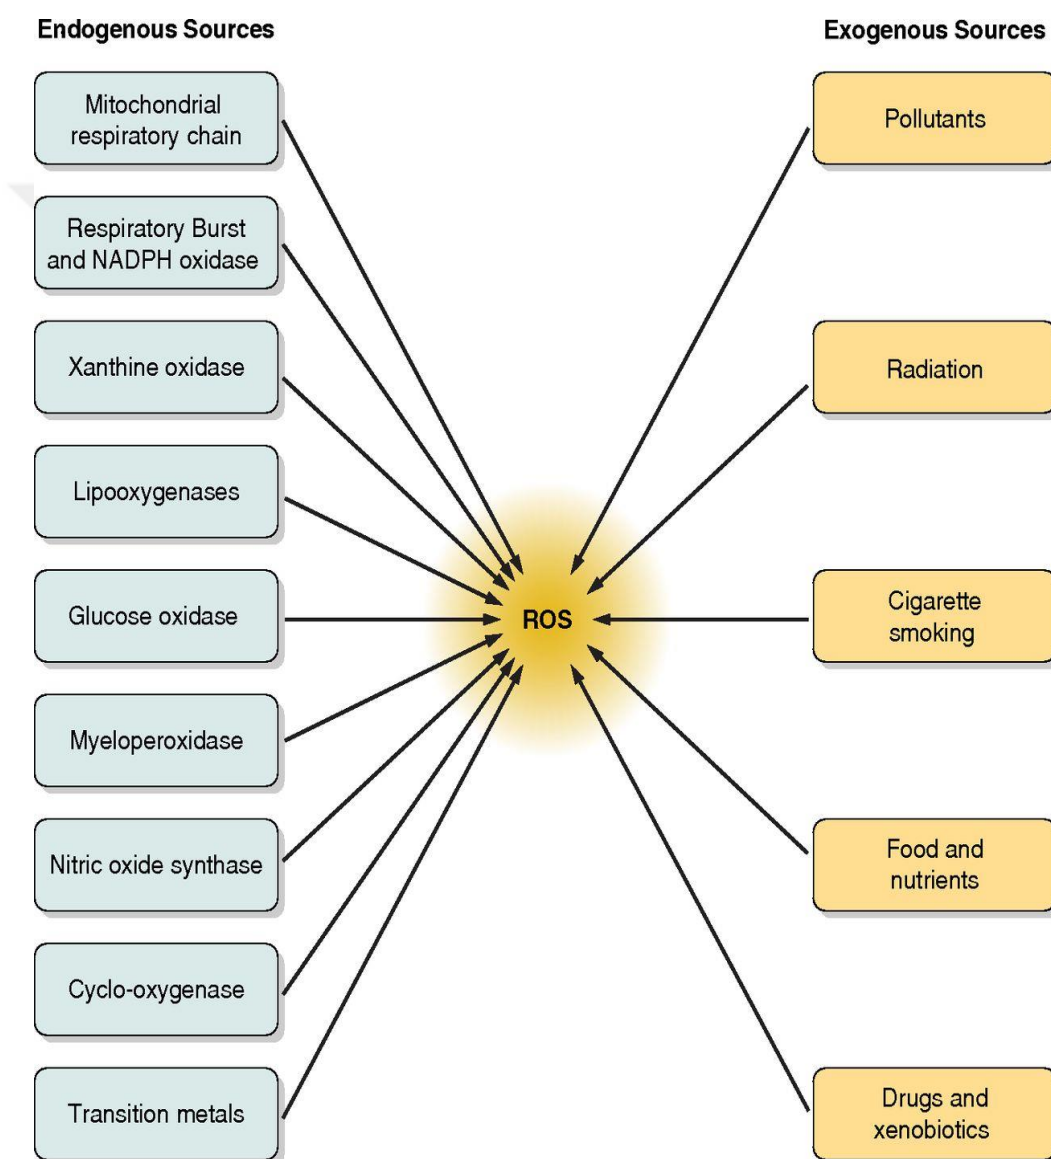 Endogenous Sources
Mitochondrial
respiratory chain
Respiratory Burst
and NADPH oxidase
Xanthine oxidase
Lipooxygenases
Glucose oxidase
Myeloperoxidase
Nitric oxide synthase
Cyclo-oxygenase
Transition metals
ROS
Exogenous Sources
Pollutants
Radiation
Cigarette
smoking
Food and
nutrients
Drugs and
xenobiotics